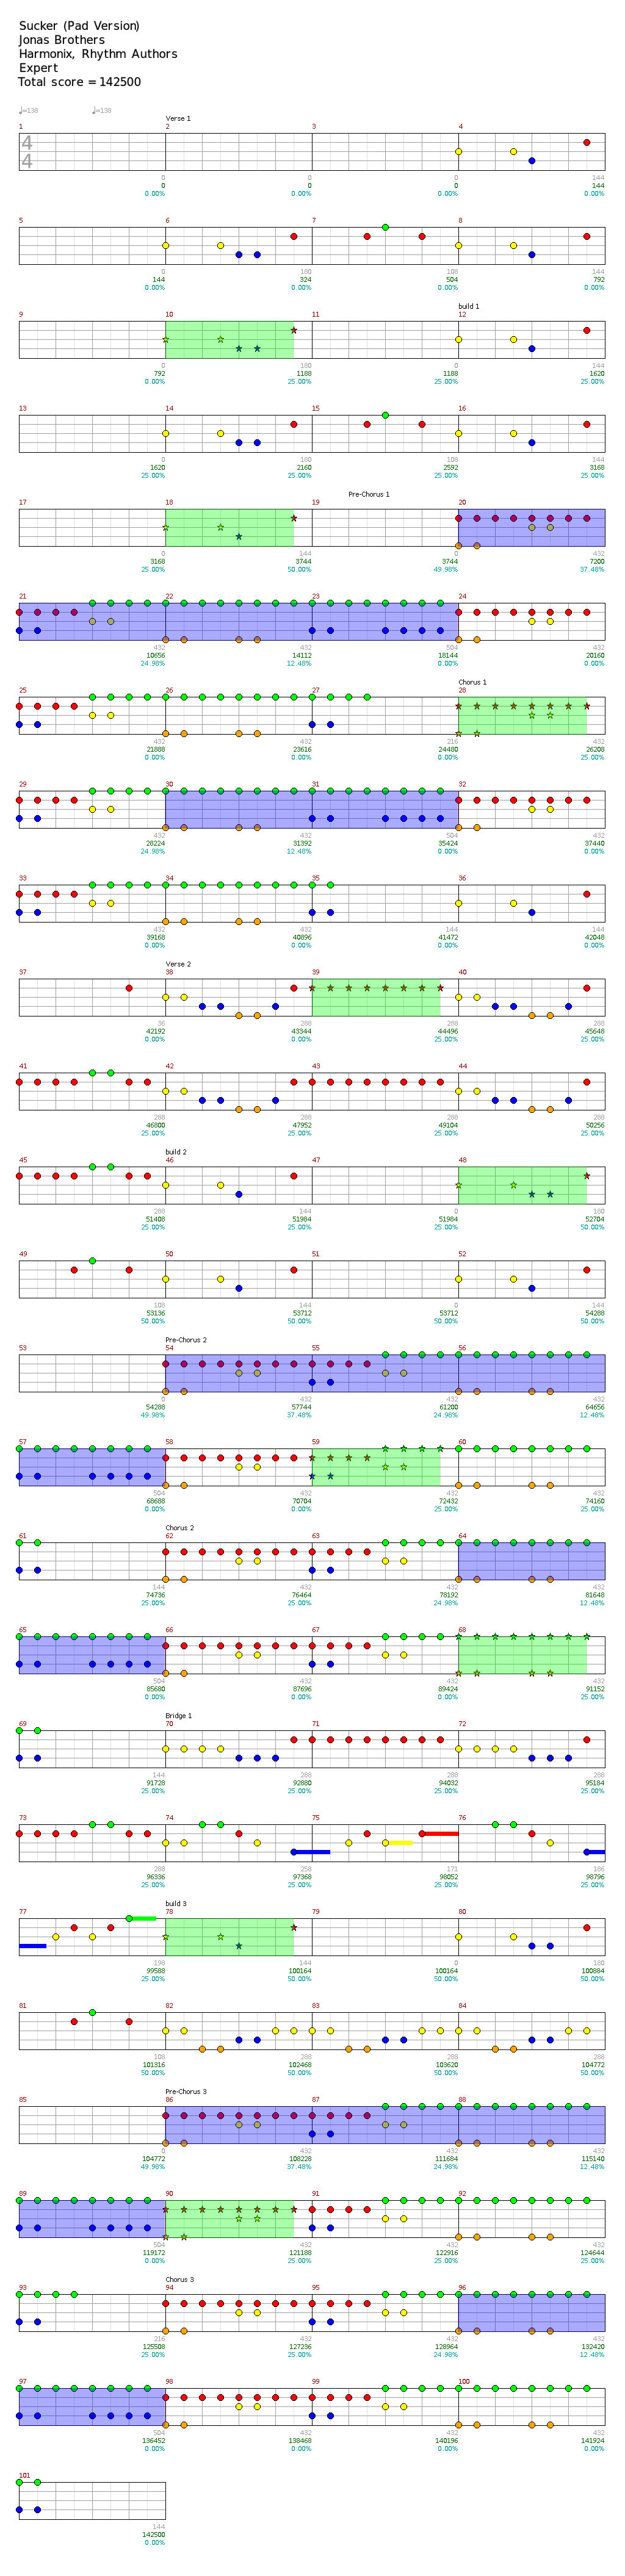 Sucker (Pad Version)
Jonas Brothers
Harmonix, Rhythm Authors
Expert
Total score = 142500
♩=138 ♩=138
Verse 1
1 2 3 4
4
4
0 0 0 144
0 0 0 144
0.00% 0.00% 0.00% 0.00%
5 6 7 8
0 180 108 144
144 324 504 792
0.00% 0.00% 0.00% 0.00%
build 1
9 10 11 12
0 180 0 144
792 1188 1188 1620
0.00% 25.00% 25.00% 25.00%
13 14 15 16
0 180 108 144
1620 2160 2592 3168
25.00% 25.00% 25.00% 25.00%
Pre-Chorus 1
17 18 19 20
0 144 0 432
3168 3744 3744 7200
25.00% 50.00% 49.98% 37.48%
21 22 23 24
432 432 504 432
10656 14112 18144 20160
24.98% 12.48% 0.00% 0.00%
Chorus 1
25 26 27 28
432 432 216 432
21888 23616 24480 26208
0.00% 0.00% 0.00% 25.00%
29 30 31 32
432 432 504 432
28224 31392 35424 37440
24.98% 12.48% 0.00% 0.00%
33 34 35 36
432 432 144 144
39168 40896 41472 42048
0.00% 0.00% 0.00% 0.00%
Verse 2
37 38 39 40
36 288 288 288
42192 43344 44496 45648
0.00% 0.00% 25.00% 25.00%
41 42 43 44
288 288 288 288
46800 47952 49104 50256
25.00% 25.00% 25.00% 25.00%
build 2
45 46 47 48
288 144 0 180
51408 51984 51984 52704
25.00% 25.00% 25.00% 50.00%
49 50 51 52
108 144 0 144
53136 53712 53712 54288
50.00% 50.00% 50.00% 50.00%
Pre-Chorus 2
53 54 55 56
0 432 432 432
54288 57744 61200 64656
49.98% 37.48% 24.98% 12.48%
57 58 59 60
504 432 432 432
68688 70704 72432 74160
0.00% 0.00% 25.00% 25.00%
Chorus 2
61 62 63 64
144 432 432 432
74736 76464 78192 81648
25.00% 25.00% 24.98% 12.48%
65 66 67 68
504 432 432 432
85680 87696 89424 91152
0.00% 0.00% 0.00% 25.00%
Bridge 1
69 70 71 72
144 288 288 288
91728 92880 94032 95184
25.00% 25.00% 25.00% 25.00%
73 74 75 76
288 258 171 186
96336 97368 98052 98796
25.00% 25.00% 25.00% 25.00%
build 3
77 78 79 80
198 144 0 144
99588 100164 100164 100884
25.00% 50.00% 50.00% 50.00%
81 82 83 84
108 288 288 288
101316 102468 103620 104772
50.00% 50.00% 50.00% 50.00%
Pre-Chorus 3
85 86 87 88
0 432 432 432
104772 108228 111684 115140
49.98% 37.48% 24.98% 12.48%
89 90 91 92
504 432 432 432
119172 121188 122916 124644
0.00% 25.00% 25.00% 25.00%
Chorus 3
93 94 95 96
216 432 432 432
125508 127236 128964 132420
25.00% 25.00% 24.98% 12.48%
97 98 99 100
504 432 432 432
136452 138468 140196 141924
0.00% 0.00% 0.00% 0.00%
101
144
142500
0.00%